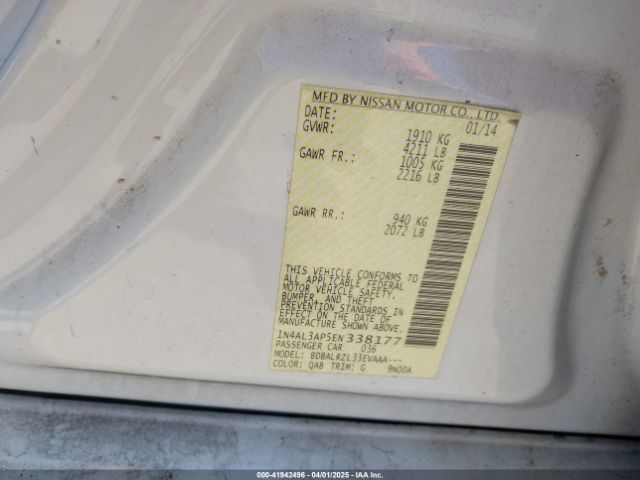 MFD BY NISSAN MOTOR CO., LTD.
DATE: 01/14
GVWR: 1910 KG
4211 LB
GAWR FR.: 1005 KG
2216 LB
GAWR RR.: 940 KG
2072 LB
THIS VEHICLE CONFORMS TO
ALL APPLICABLE FEDERAL
MOTOR VEHICLE SAFETY,
BUMPER, AND THEFT
PREVENTION STANDARDS IN
EFFECT ON THE DATE OF
MANUFACTURE SHOWN ABOVE.
1N4AL3AP5EN338177
PASSENGER CAR 036
MODEL: BDBALRZL33EVAAA---
COLOR: QAB TRIM: G 9N00A
000-41942496 - 04/01/2025 - IAA Inc.